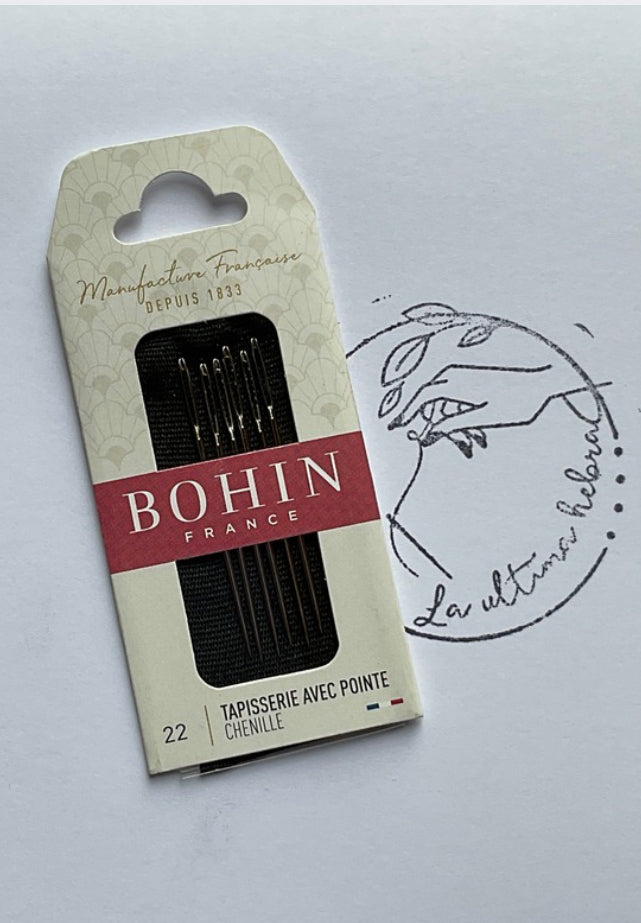 Manufacture Française
DEPUIS 1833
BOHIN
FRANCE
22
TAPISSERIE AVEC POINTE
CHENILLE
La ultima hebra